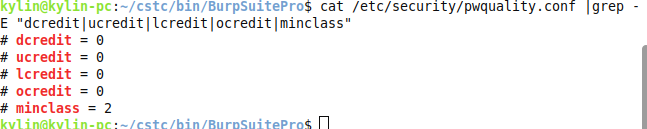 kylin@kylin-pc:~/cstc/bin/BurpSuitePro$ cat /etc/security/pwquality.conf |grep -
E "dcredit|ucredit|lcredit|ocredit|minclass"
# dcredit = 0
# ucredit = 0
# lcredit = 0
# ocredit = 0
# minclass = 2
kylin@kylin-pc:~/cstc/bin/BurpSuitePro$